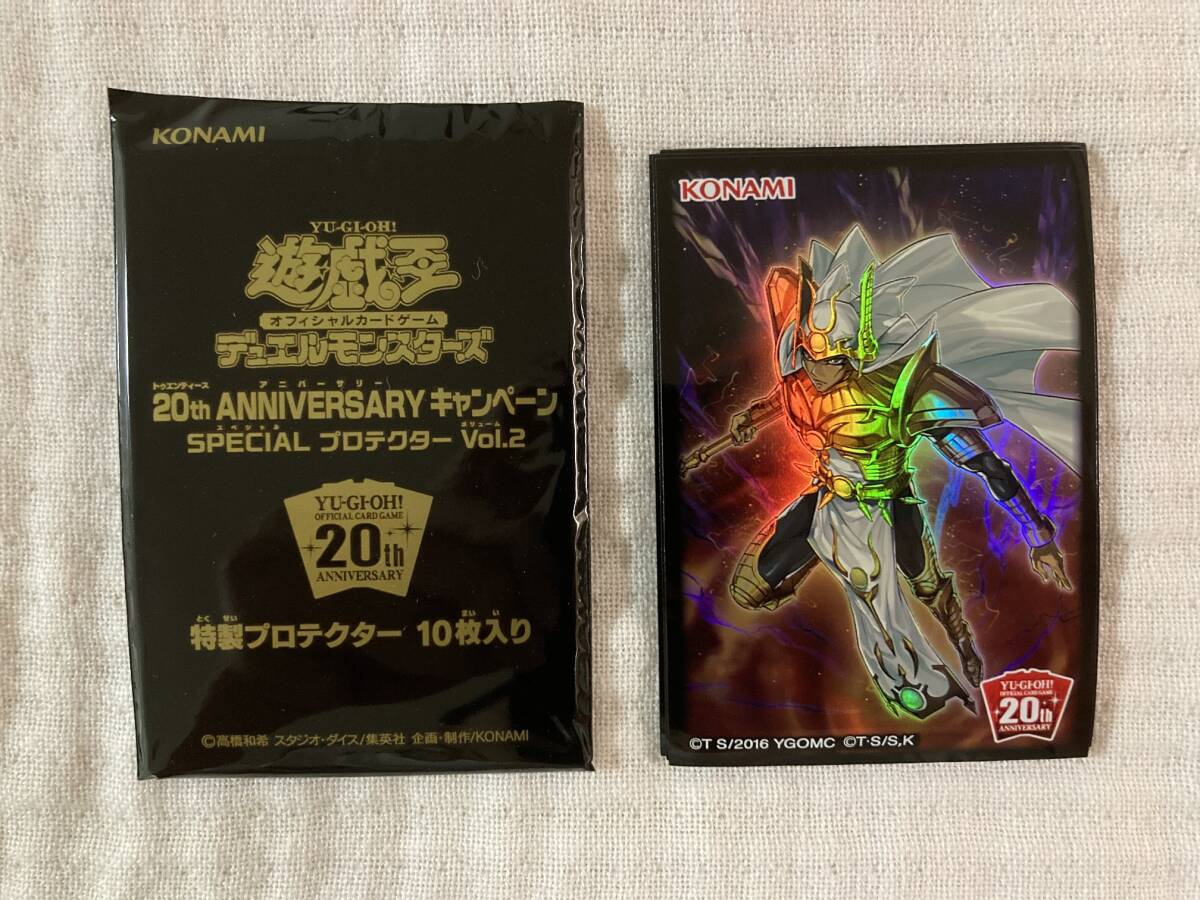 KONAMI
YU-GI-OH!
遊戯王
オフィシャルカードゲーム
デュエルモンスターズ
トゥエンティース アニバーサリー
20th ANNIVERSARY キャンペーン
スペシャル ボリューム
SPECIAL プロテクター Vol.2
YU-GI-OH!
OFFICIAL CARD GAME
20th
ANNIVERSARY
とく せい まい い
特製プロテクター 10枚入り
©高橋和希 スタジオ・ダイス/集英社 企画・制作/KONAMI
KONAMI
YU-GI-OH!
OFFICIAL CARD GAME
20th
ANNIVERSARY
©T S/2016 YGOMC ©T・S/S,K